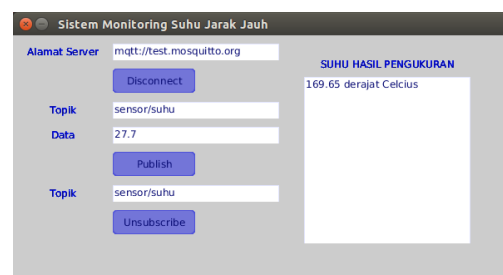 Sistem Monitoring Suhu Jarak Jauh
Alamat Server
mqtt://test.mosquitto.org
Disconnect
Topik
sensor/suhu
Data
27.7
Publish
Topik
sensor/suhu
Unsubscribe
SUHU HASIL PENGUKURAN
169.65 derajat Celcius